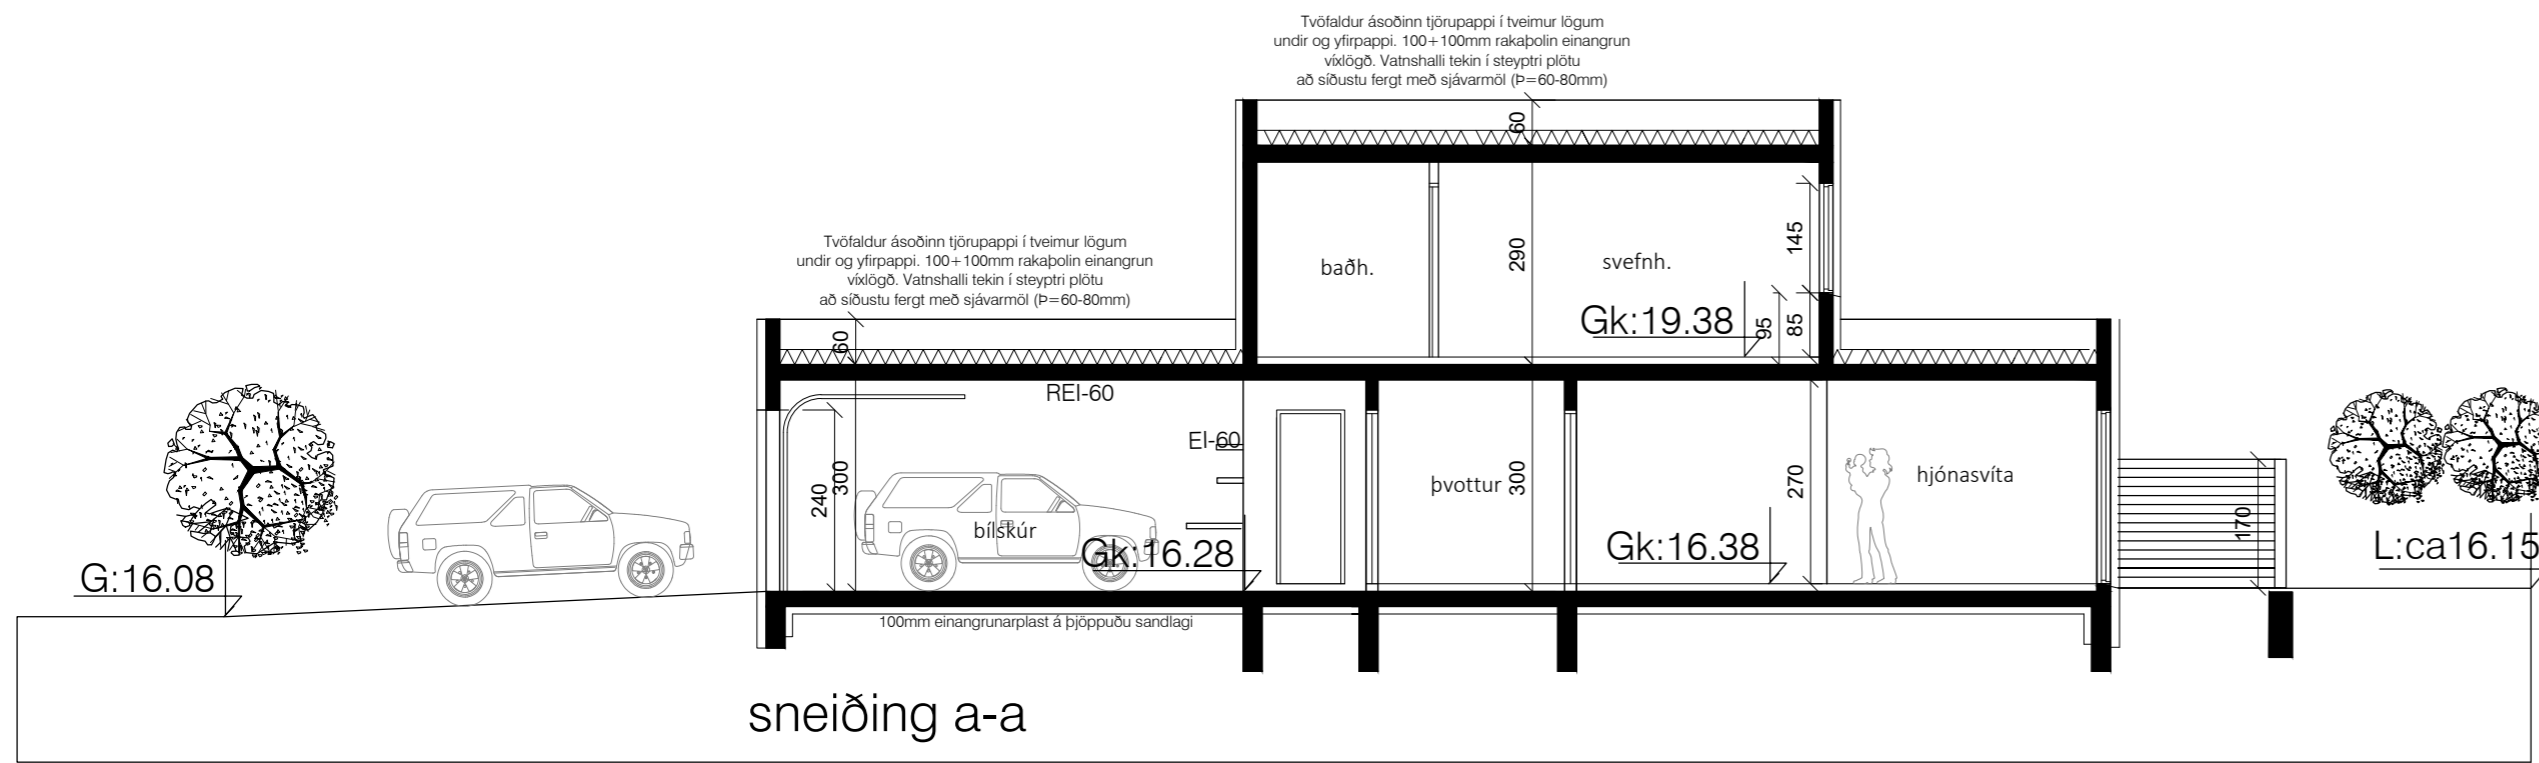 Tvöfaldur ásoðinn tjörupappi í tveimur lögum
undir og yfirpappi. 100+100mm rakaþolin einangrun
víxlögð. Vatnshalli tekin í steyptri plötu
að síðustu fergt með sjávarmöl (Þ=60-80mm)
60
290
145
baðh.
svefnh.
Gk:19.38
95
85
Tvöfaldur ásoðinn tjörupappi í tveimur lögum
undir og yfirpappi. 100+100mm rakaþolin einangrun
víxlögð. Vatnshalli tekin í steyptri plötu
að síðustu fergt með sjávarmöl (Þ=60-80mm)
60
REI-60
EI-60
240
300
bílskúr
Gk:16.28
þvottur
300
270
hjónasvíta
Gk:16.38
170
L:ca16.15
G:16.08
100mm einangrunarplast á þjöppuðu sandlagi
sneiðing a-a